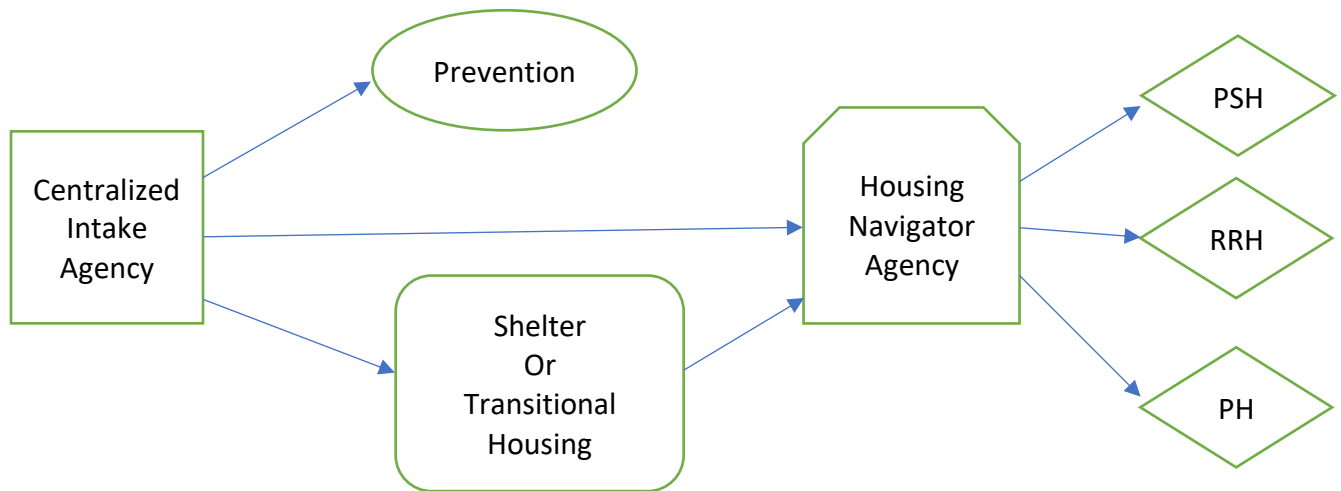 Prevention
Centralized
Intake
Agency
Shelter
Or
Transitional
Housing
Housing
Navigator
Agency
PSH
RRH
PH